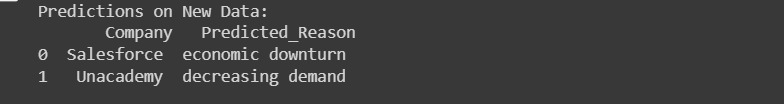 Predictions on New Data:
Company Predicted_Reason
0 Salesforce economic downturn
1 Unacademy decreasing demand